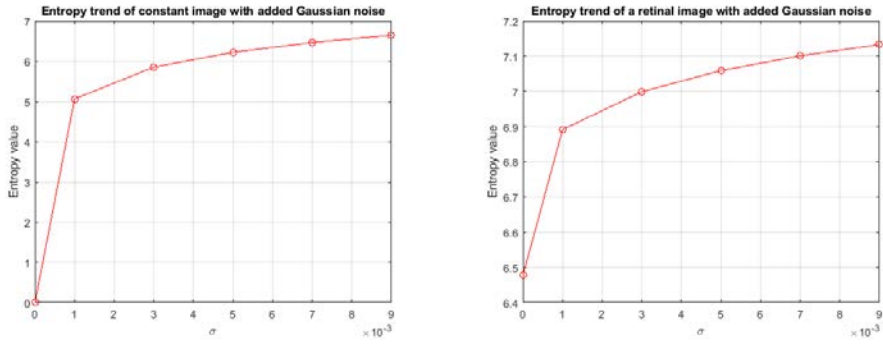 Entropy trend of constant image with added Gaussian noise
7
6
5
4
3
2
1
0
Entropy value
0 1 2 3 4 5 6 7 8 9
σ
×10⁻³
Entropy trend of a retinal image with added Gaussian noise
7.2
7.1
7
6.9
6.8
6.7
6.6
6.5
6.4
Entropy value
0 1 2 3 4 5 6 7 8 9
σ
×10⁻³